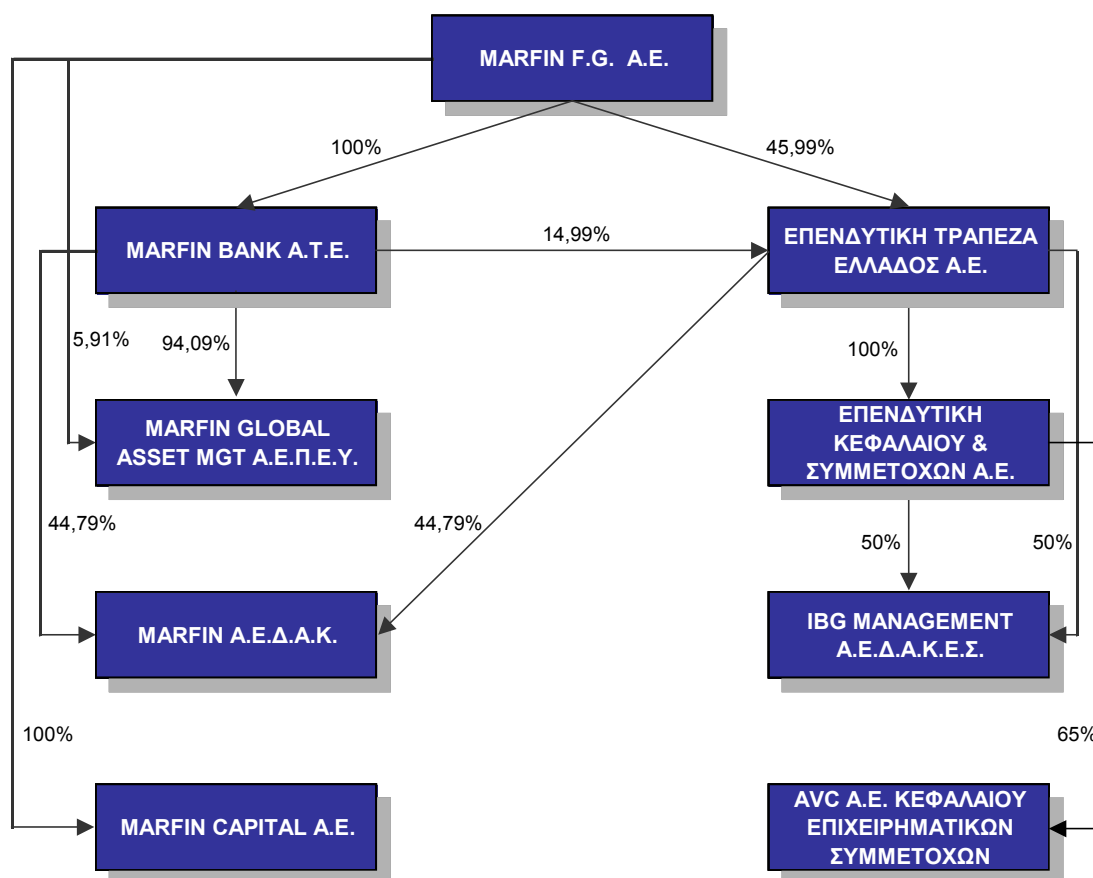 MARFIN F.G. Α.Ε.
100%
45,99%
MARFIN BANK Α.Τ.Ε.
14,99%
ΕΠΕΝΔΥΤΙΚΗ ΤΡΑΠΕΖΑ
ΕΛΛΑΔΟΣ Α.Ε.
5,91%
94,09%
100%
MARFIN GLOBAL
ASSET MGT Α.Ε.Π.Ε.Υ.
ΕΠΕΝΔΥΤΙΚΗ
ΚΕΦΑΛΑΙΟΥ &
ΣΥΜΜΕΤΟΧΩΝ Α.Ε.
44,79%
44,79%
50%
50%
MARFIN Α.Ε.Δ.Α.Κ.
IBG MANAGEMENT
Α.Ε.Δ.Α.Κ.Ε.Σ.
100%
65%
MARFIN CAPITAL Α.Ε.
AVC Α.Ε. ΚΕΦΑΛΑΙΟΥ
ΕΠΙΧΕΙΡΗΜΑΤΙΚΩΝ
ΣΥΜΜΕΤΟΧΩΝ